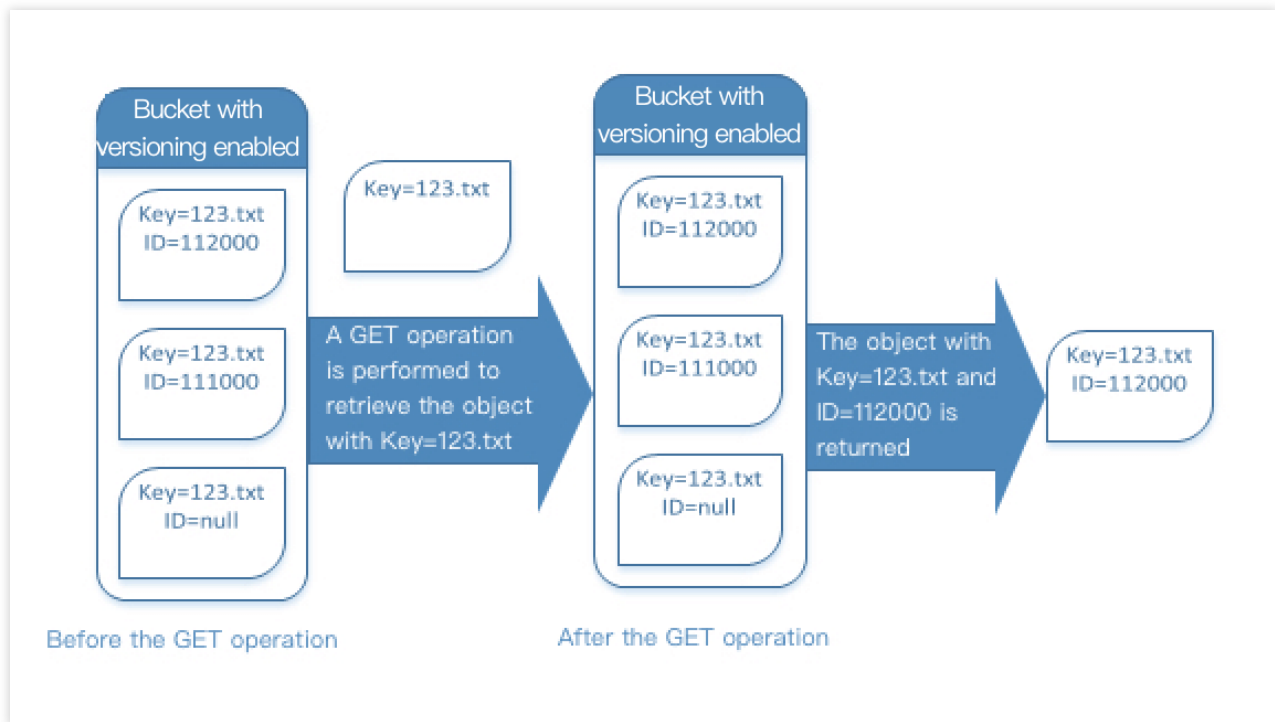 Bucket with
versioning enabled
Key=123.txt
ID=112000
Key=123.txt
ID=111000
Key=123.txt
ID=null
Before the GET operation
Key=123.txt
A GET operation
is performed to
retrieve the object
with Key=123.txt
Bucket with
versioning enabled
Key=123.txt
ID=112000
Key=123.txt
ID=111000
Key=123.txt
ID=null
After the GET operation
The object with
Key=123.txt and
ID=112000 is
returned
Key=123.txt
ID=112000